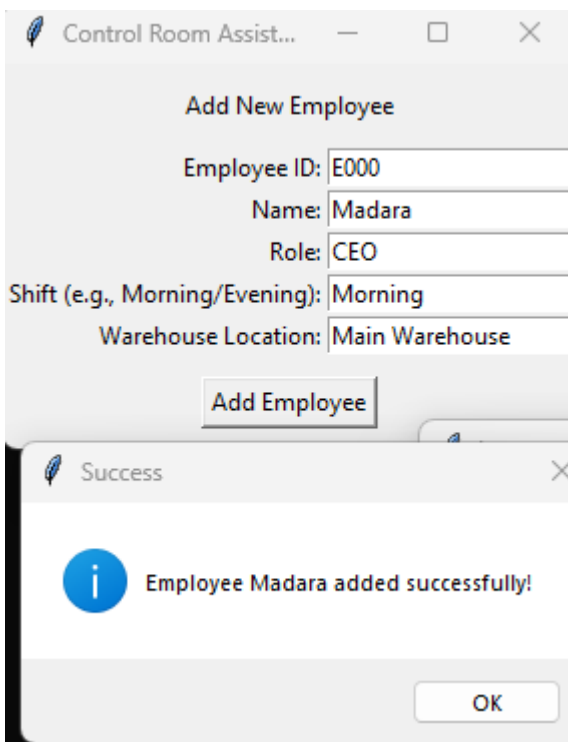 Control Room Assist...
Add New Employee
Employee ID: E000
Name: Madara
Role: CEO
Shift (e.g., Morning/Evening): Morning
Warehouse Location: Main Warehouse
Add Employee
Success
Employee Madara added successfully!
OK